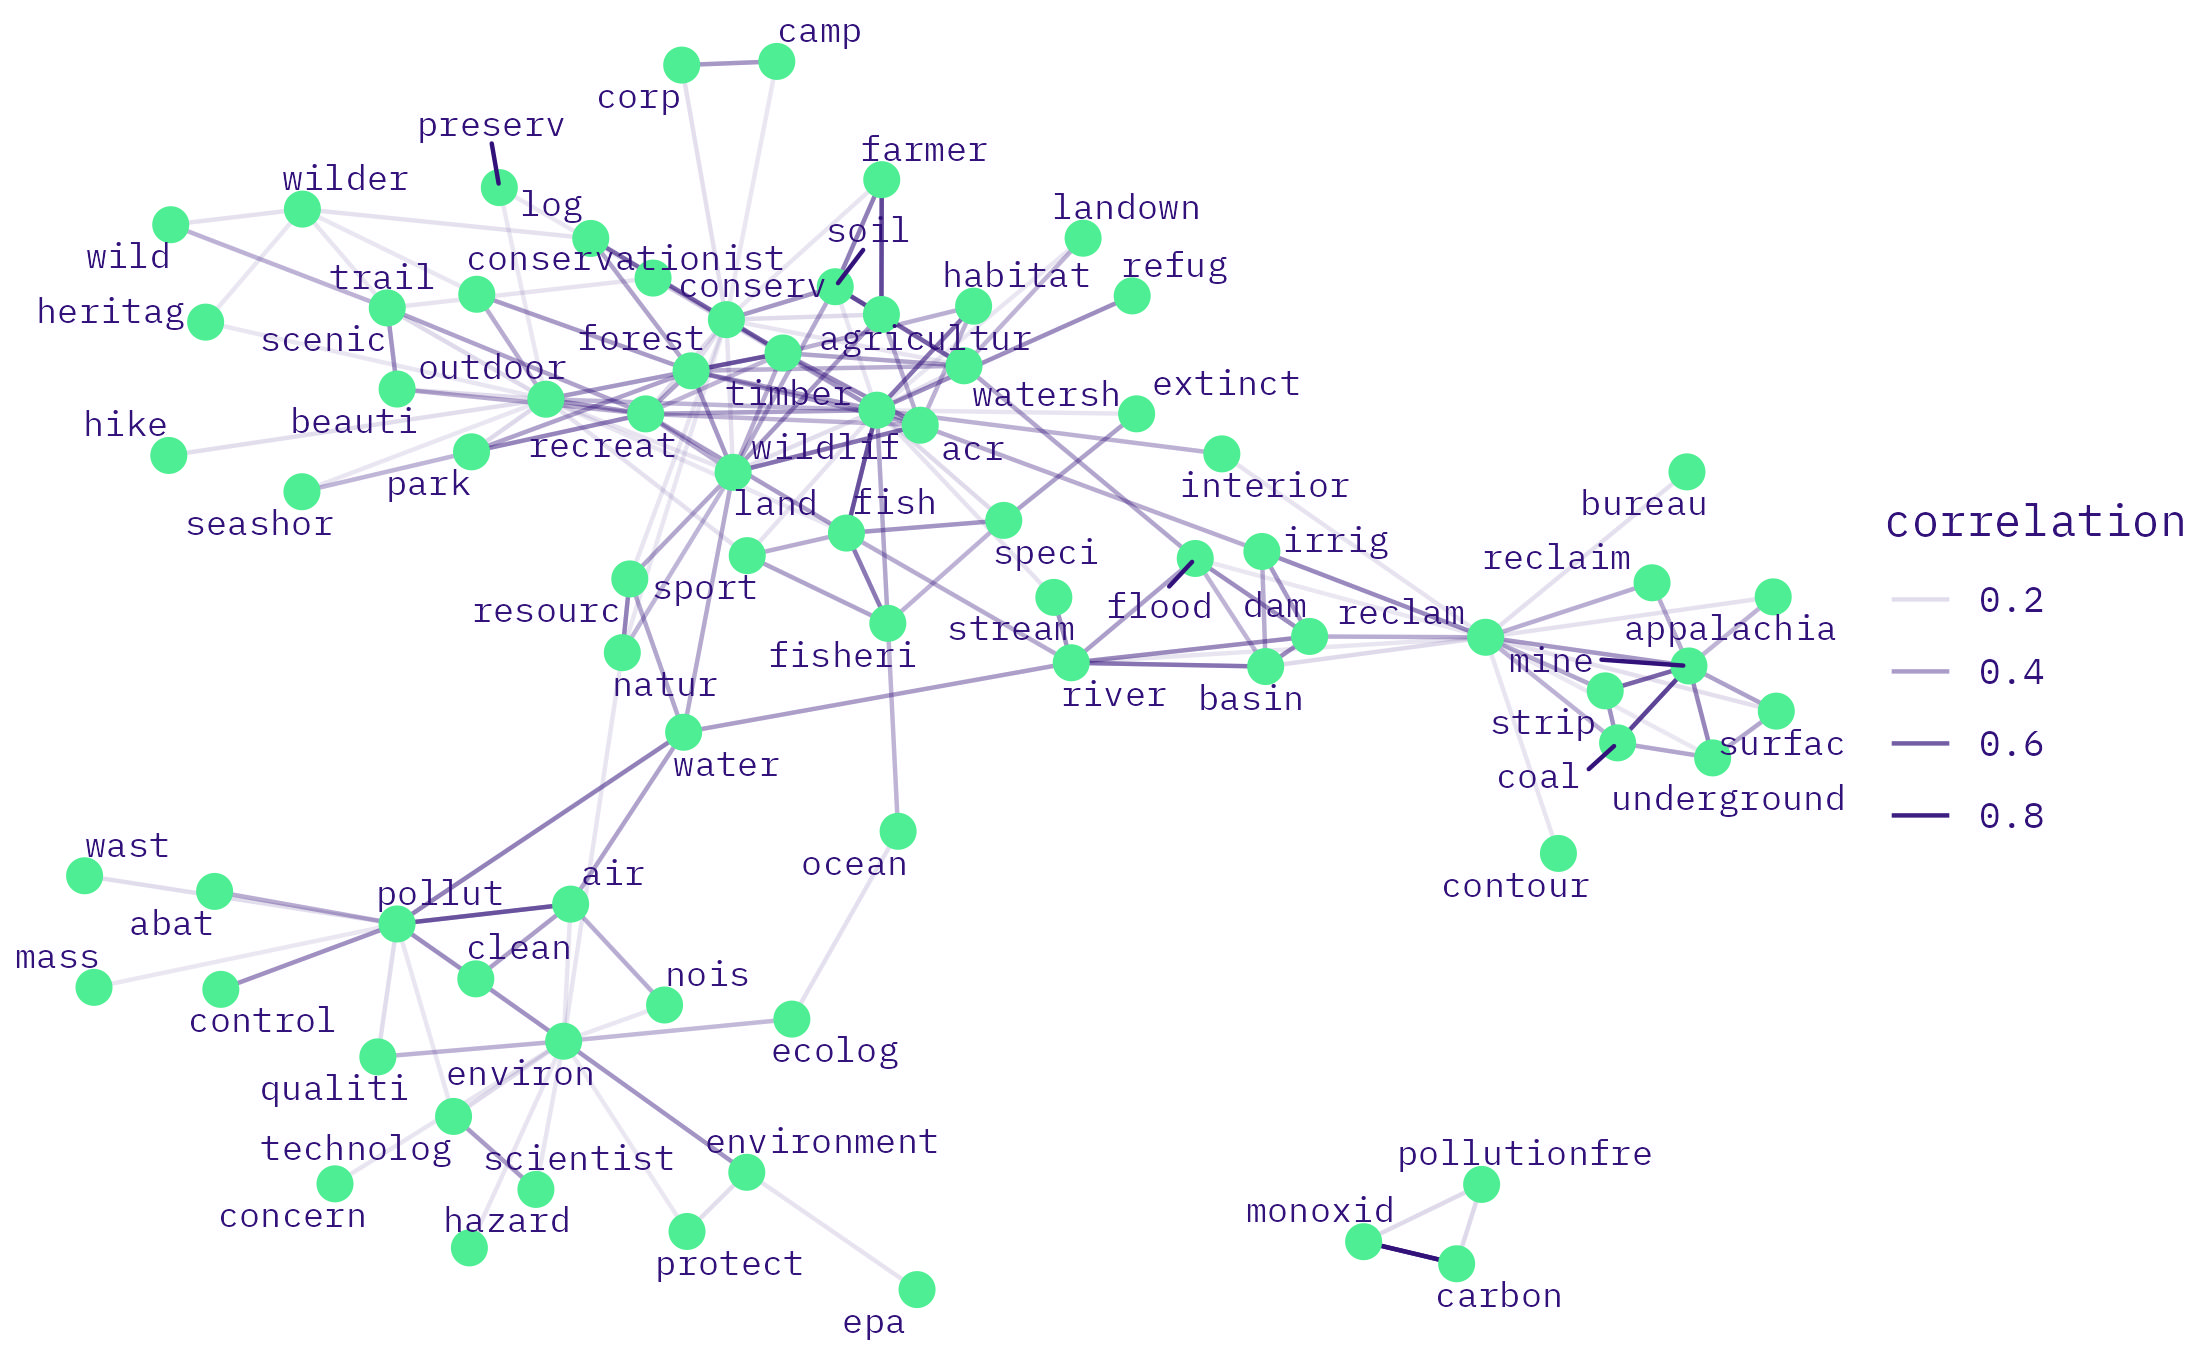 camp
corp
preserv
farmer
wilder
log
landown
soil
wild
conservationist
refug
trail
habitat
conserv
heritag
scenic
forest
agricultur
outdoor
extinct
timber
watersh
hike
beauti
recreat
wildlif
acr
park
interior
land
fish
bureau
seashor
correlation
irrig
speci
reclaim
0.2
sport
resourc
flood
dam
reclam
stream
appalachia
fisheri
mine
0.4
natur
river
basin
strip
surfac
0.6
water
coal
underground
0.8
wast
ocean
air
contour
pollut
abat
clean
mass
nois
control
ecolog
environ
qualiti
environment
technolog
scientist
pollutionfre
concern
hazard
monoxid
protect
carbon
epa